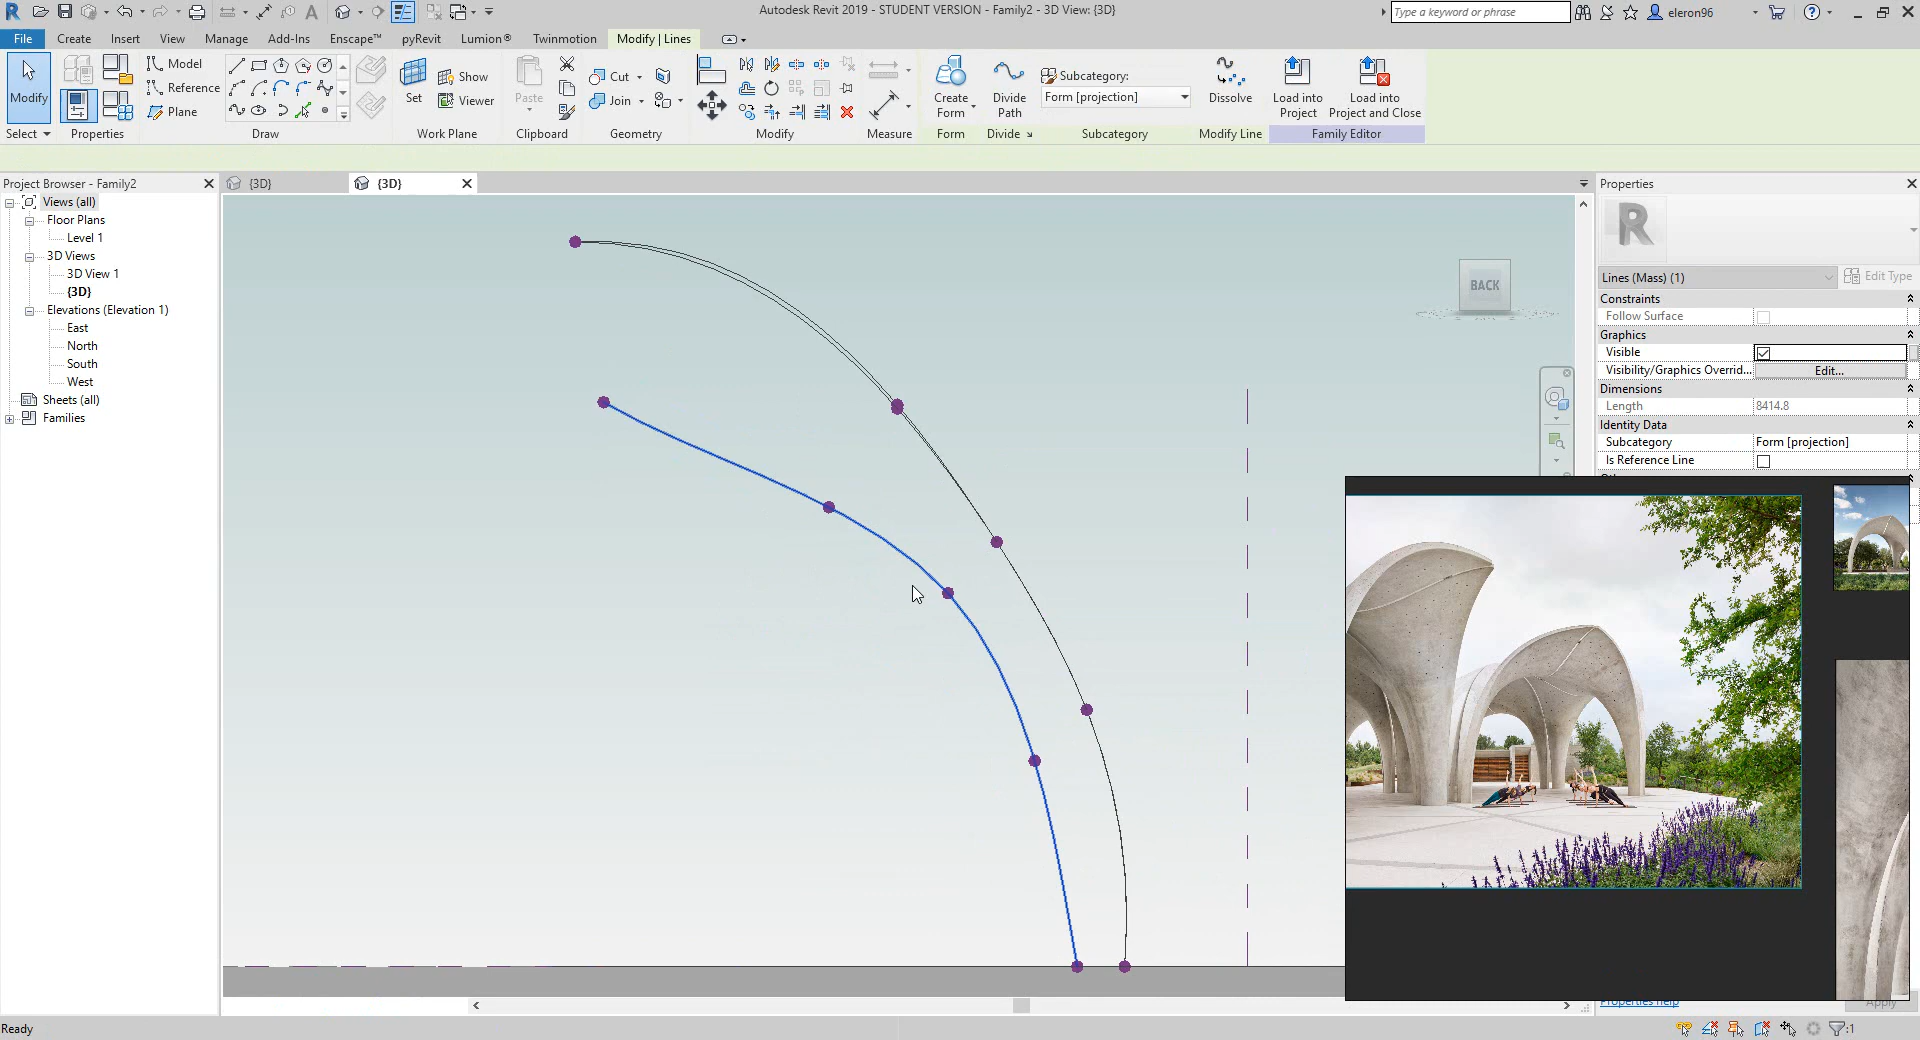 Autodesk Revit 2019 - STUDENT VERSION - Family2 - 3D View: {3D}
Type a keyword or phrase
eleron96
File
Create
Insert
View
Manage
Add-Ins
Enscape™
pyRevit
Lumion®
Twinmotion
Modify | Lines
Modify
Select
Properties
Model
Reference
Plane
Draw
Set
Show
Viewer
Work Plane
Paste
Clipboard
Cut
Join
Geometry
Modify
Measure
Create
Form
Form
Divide
Path
Divide
Subcategory:
Form [projection]
Subcategory
Dissolve
Modify Line
Load into
Project
Load into
Project and Close
Family Editor
Project Browser - Family2
Views (all)
Floor Plans
Level 1
3D Views
3D View 1
{3D}
Elevations (Elevation 1)
East
North
South
West
Sheets (all)
Families
{3D}
{3D}
BACK
Properties
Lines (Mass) (1)
Edit Type
Constraints
Follow Surface
Graphics
Visible
Visibility/Graphics Overrid...
Edit...
Dimensions
Length
8414.8
Identity Data
Subcategory
Form [projection]
Is Reference Line
Properties help
Apply
Ready
:1